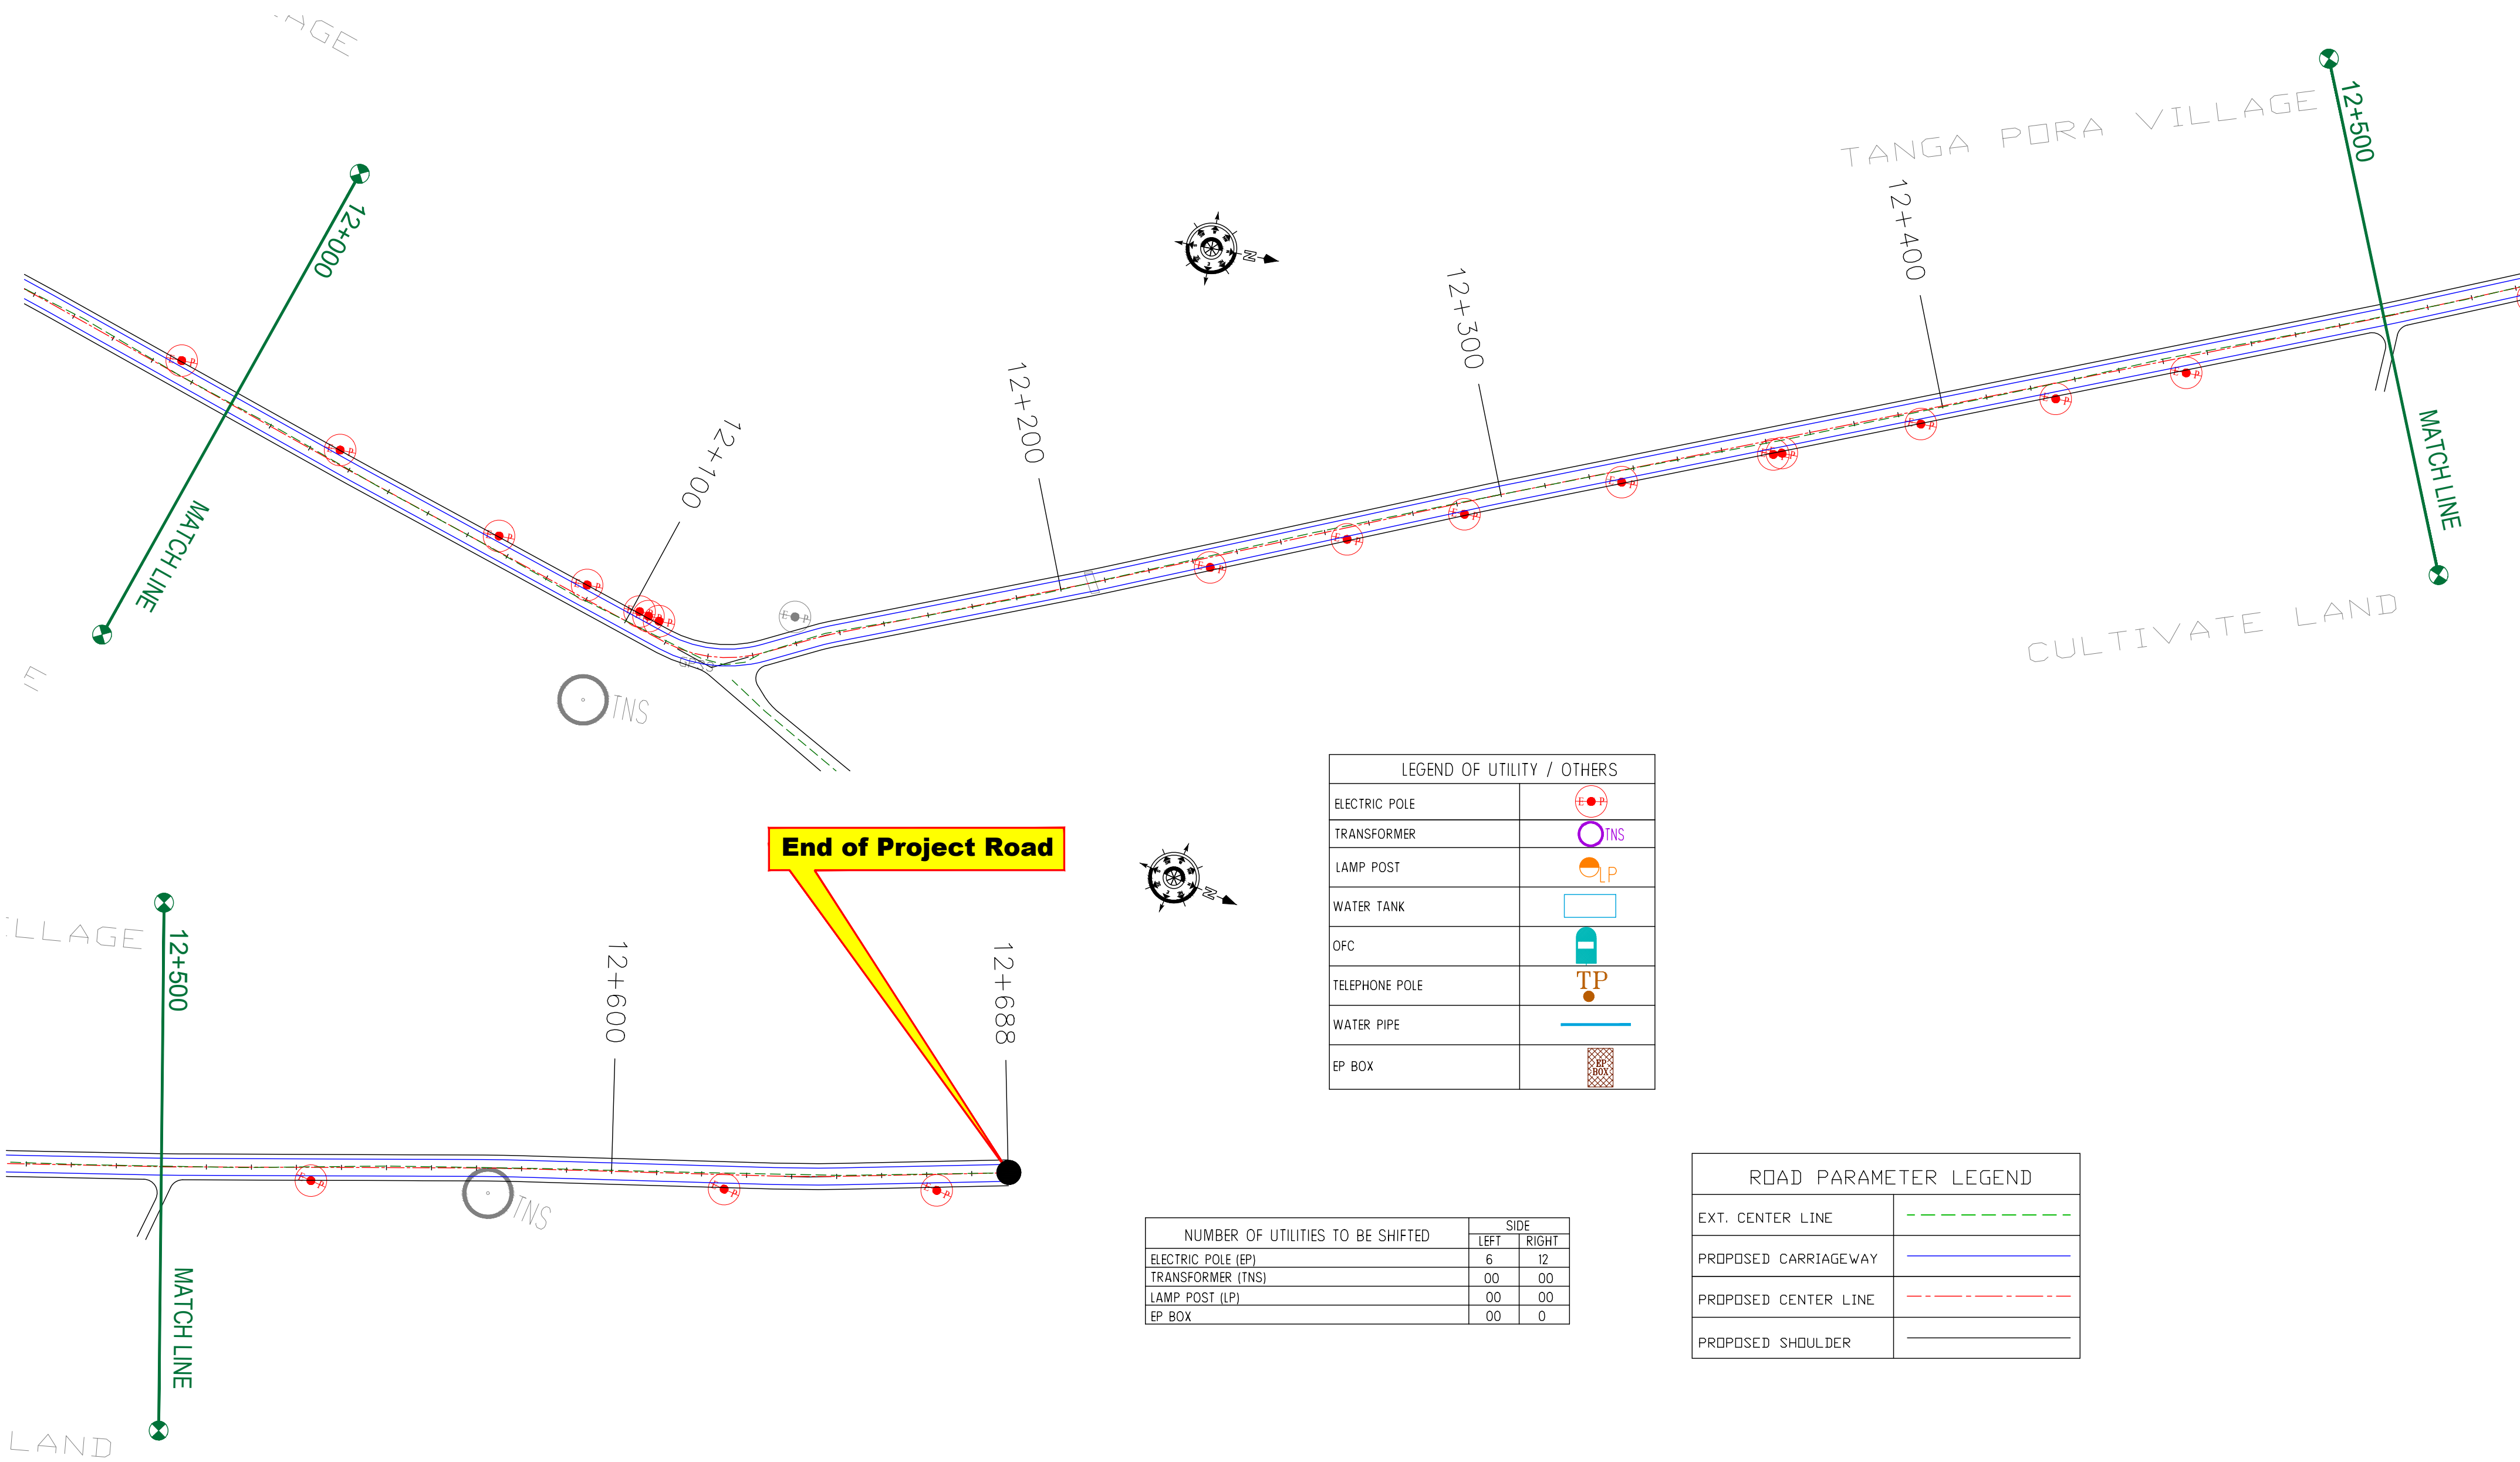 TANGA PORA VILLAGE
12+500
12+000
12+400
12+300
12+200
12+100
N
MATCH LINE
MATCH LINE
E P
E P
E P
E P
E P
E P
E P
E P
E P
E P
E P
E P
E P
E P
CULTIVATE LAND
TNS
LEGEND OF UTILITY / OTHERS
ELECTRIC POLE E P
TRANSFORMER TNS
LAMP POST LP
WATER TANK
OFC
TELEPHONE POLE TP
WATER PIPE
EP BOX EP BOX
End of Project Road
N
12+500
12+600
12+688
E P
TNS
E P
E P
MATCH LINE
LAND
NUMBER OF UTILITIES TO BE SHIFTED SIDE
LEFT RIGHT
ELECTRIC POLE (EP) 6 12
TRANSFORMER (TNS) 00 00
LAMP POST (LP) 00 00
EP BOX 00 0
ROAD PARAMETER LEGEND
EXT. CENTER LINE
PROPOSED CARRIAGEWAY
PROPOSED CENTER LINE
PROPOSED SHOULDER